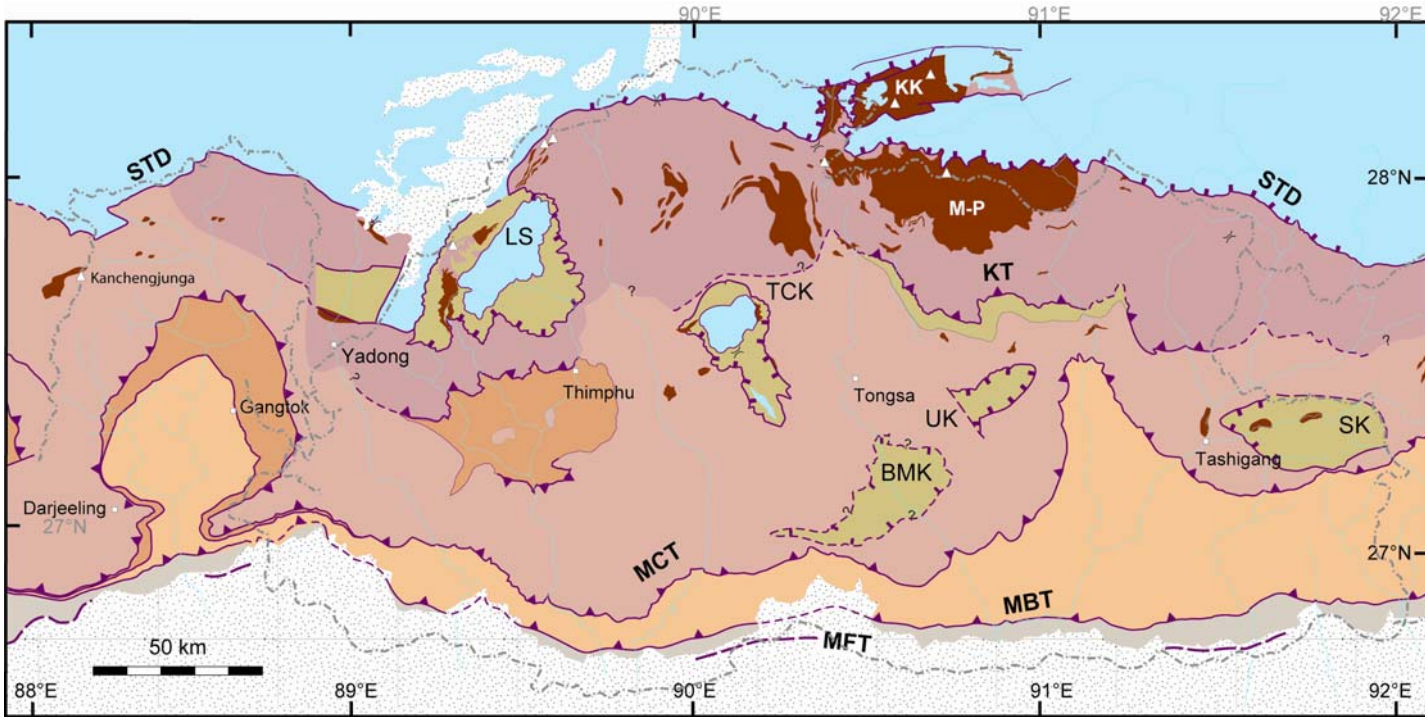 90°E
91°E
92°E
KK
STD
28°N
STD
M-P
LS
KT
Kanchengjunga
TCK
?
?
?
Yadong
?
Thimphu
Tongsa
UK
Gangtok
SK
Tashigang
?
BMK
?
?
Darjeeling
27°N
27°N
MCT
MBT
MFT
50 km
88°E
89°E
90°E
91°E
92°E